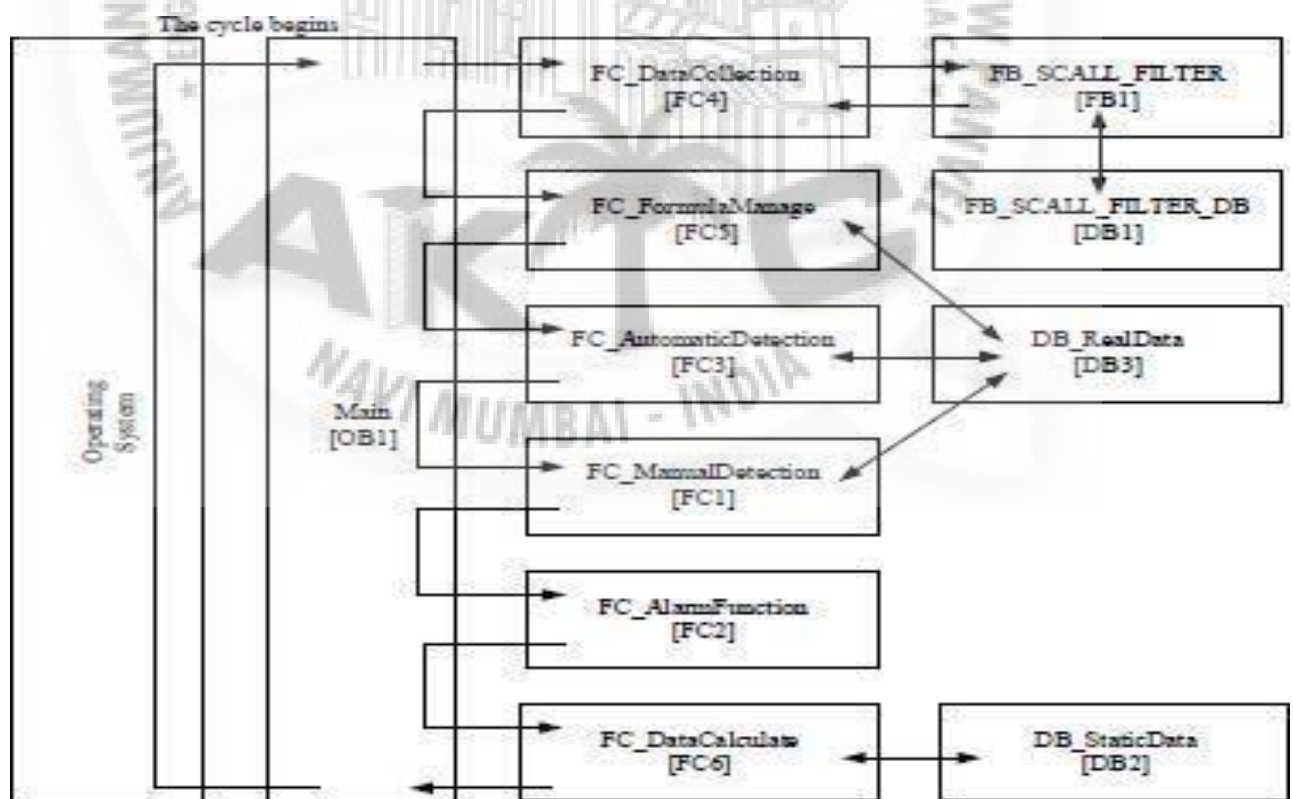 The cycle begins
FC_DataCollection
[FC4]
FB_SCALL_FILTER
[FB1]
FC_FormulaManage
[FC5]
FB_SCALL_FILTER_DB
[DB1]
FC_AutomaticDetection
[FC3]
DB_RealData
[DB3]
Operating
System
Main
[OB1]
FC_ManualDetection
[FC1]
FC_AlarmFunction
[FC2]
FC_DataCalculate
[FC6]
DB_StaticData
[DB2]
AKTC
NAVI MUMBAI - INDIA